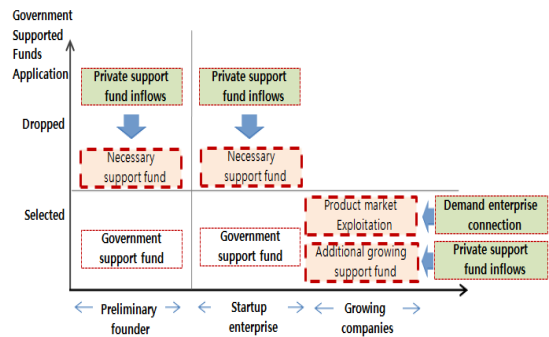 Government
Supported
Funds
Application
Private support
fund inflows
Private support
fund inflows
Dropped
Necessary
support fund
Necessary
support fund
Selected
Product market
Exploitation
Demand enterprise
connection
Government
support fund
Government
support fund
Additional growing
support fund
Private support
fund inflows
Preliminary
founder
Startup
enterprise
Growing
companies